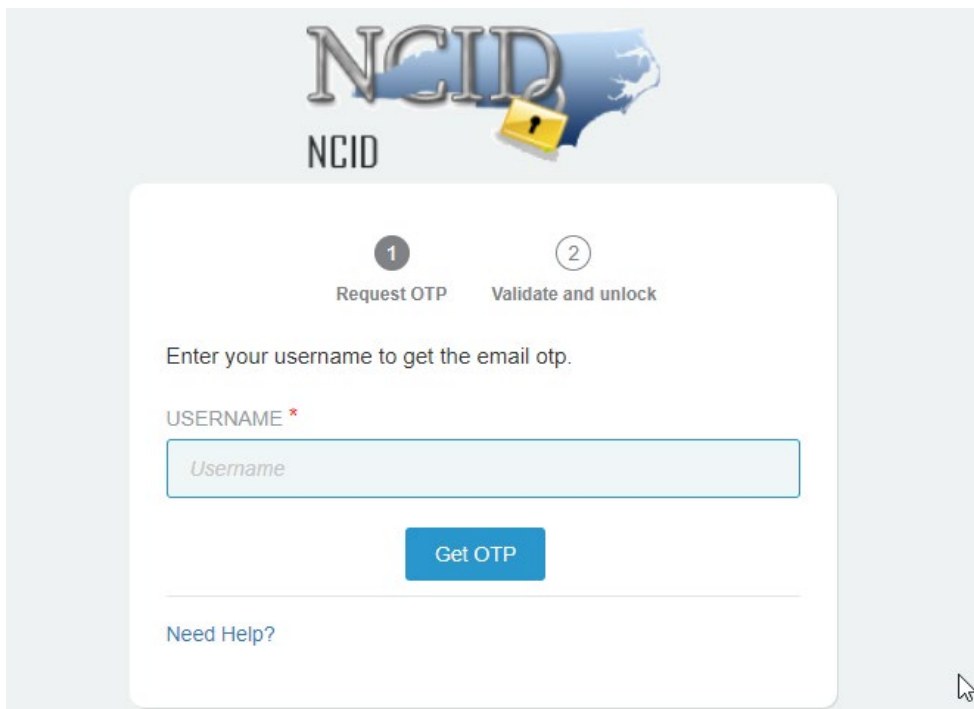 NCID
NCID
1
2
Request OTP
Validate and unlock
Enter your username to get the email otp.
USERNAME *
Username
Get OTP
Need Help?